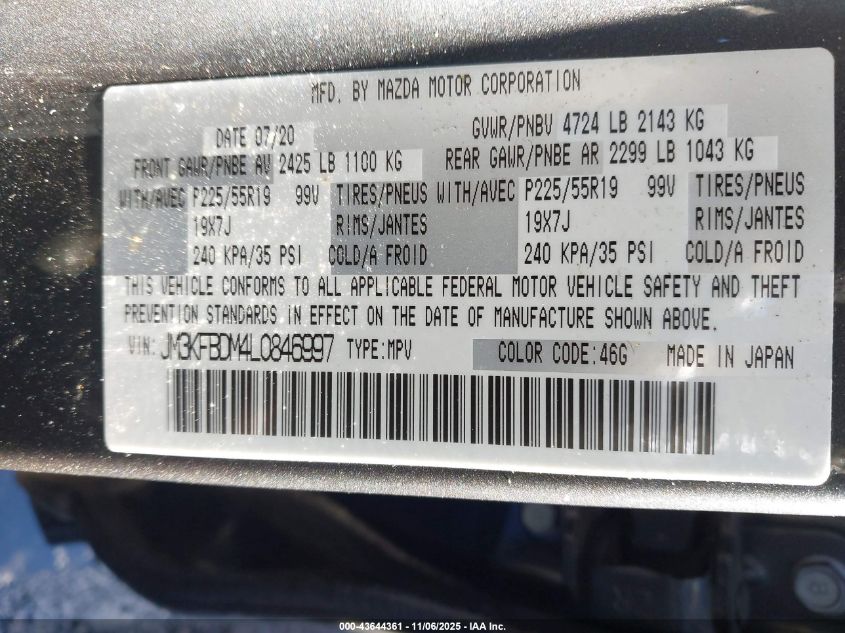 MFD. BY MAZDA MOTOR CORPORATION
DATE 07/20 GVWR/PNBV 4724 LB 2143 KG
FRONT GAWR/PNBE AV 2425 LB 1100 KG REAR GAWR/PNBE AR 2299 LB 1043 KG
WITH/AVEC P225/55R19 99V TIRES/PNEUS WITH/AVEC P225/55R19 99V TIRES/PNEUS
19X7J RIMS/JANTES 19X7J RIMS/JANTES
240 KPA/35 PSI COLD/A FROID 240 KPA/35 PSI COLD/A FROID
THIS VEHICLE CONFORMS TO ALL APPLICABLE FEDERAL MOTOR VEHICLE SAFETY AND THEFT
PREVENTION STANDARDS IN EFFECT ON THE DATE OF MANUFACTURE SHOWN ABOVE.
VIN: JM3KFBDM4L0846997 TYPE:MPV COLOR CODE:46G MADE IN JAPAN
000-43644361 | 11/06/2025 - IAA Inc.